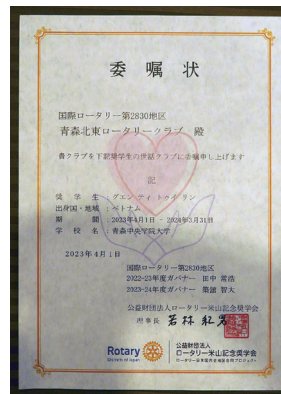 委嘱状
国際ロータリー第2830地区
青森北東ロータリークラブ 殿
貴クラブを下記奨学生の世話クラブに委嘱申し上げます
記
奨学生：グエン ティ トゥイ リン
出身国・地域：ベトナム
期間：2023年4月1日 - 2024年3月31日
学校名：青森中央学院大学
2023年4月1日
国際ロータリー第2830地区
2022-23年度ガバナー 田中 常浩
2023-24年度ガバナー 築舘 智大
公益財団法人ロータリー米山記念奨学会
理事長 若林 紀男
Rotary
Districts of Japan
公益財団法人
ロータリー米山記念奨学会